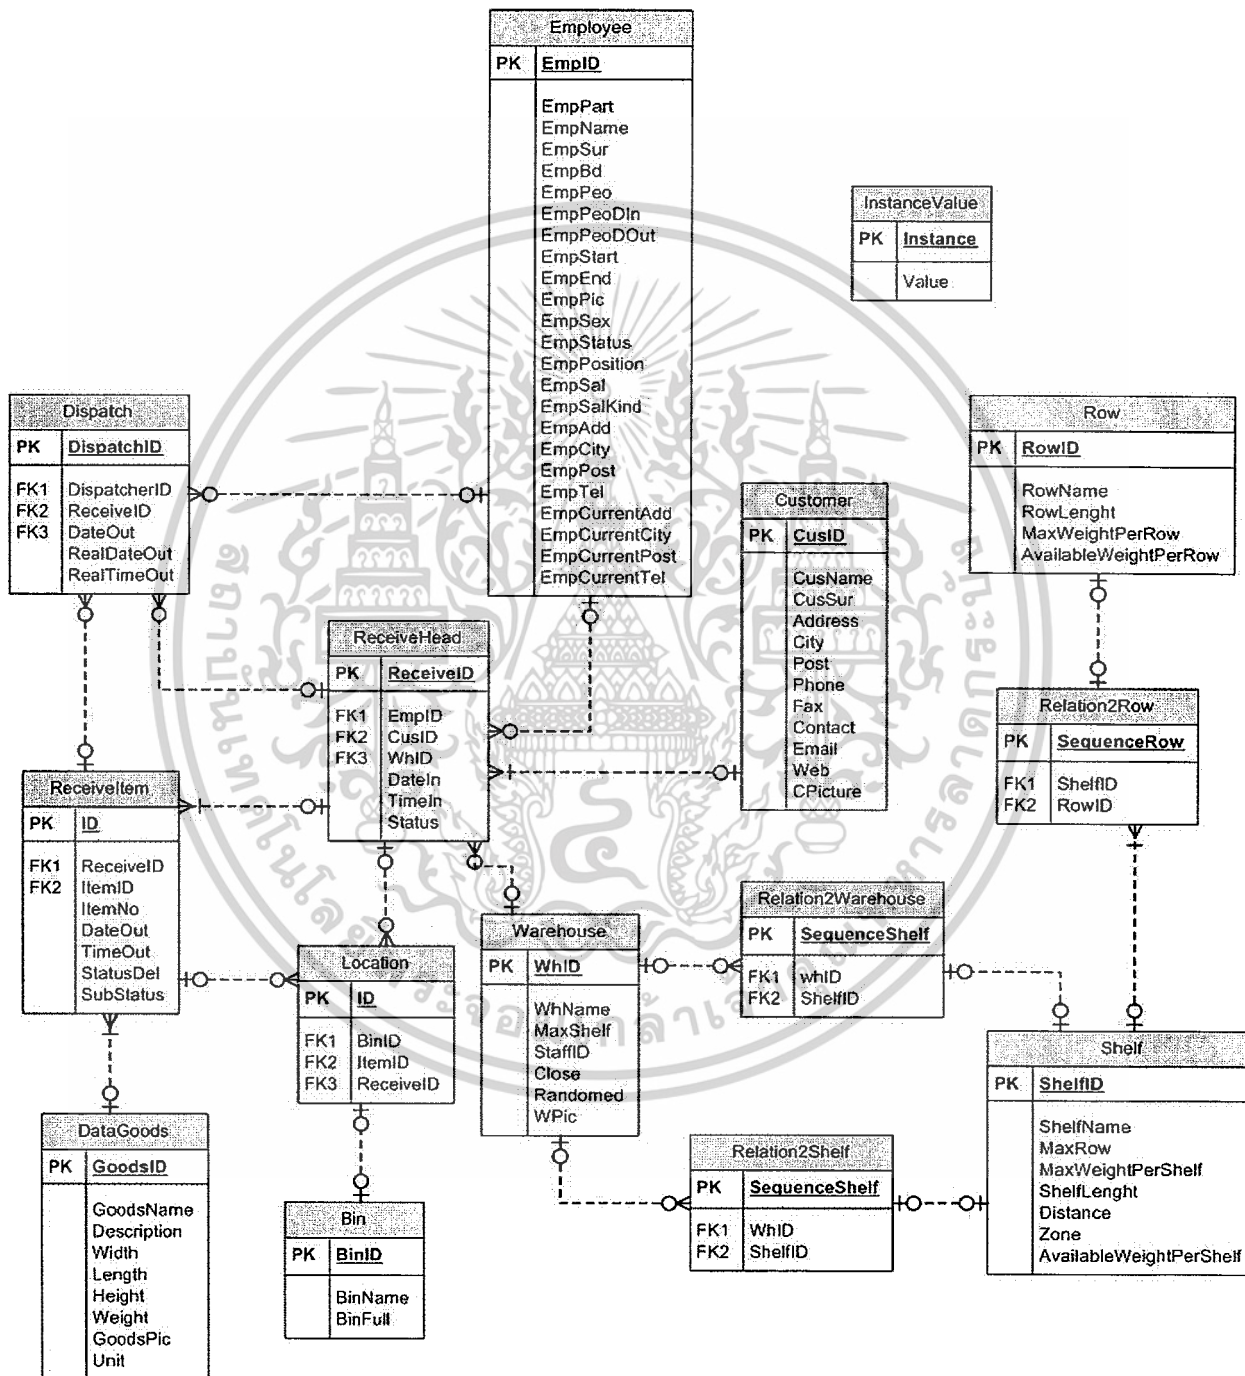 Employee
PK EmpID
EmpPart
EmpName
EmpSur
EmpBd
EmpPeo
EmpPeoDIn
EmpPeoDOut
EmpStart
EmpEnd
EmpPic
EmpSex
EmpStatus
EmpPosition
EmpSal
EmpSalKind
EmpAdd
EmpCity
EmpPost
EmpTel
EmpCurrentAdd
EmpCurrentCity
EmpCurrentPost
EmpCurrentTel
InstanceValue
PK Instance
Value
Dispatch
PK DispatchID
FK1 DispatcherID
FK2 ReceiveID
FK3 DateOut
RealDateOut
RealTimeOut
Row
PK RowID
RowName
RowLenght
MaxWeightPerRow
AvailableWeightPerRow
Customer
PK CusID
CusName
CusSur
Address
City
Post
Phone
Fax
Contact
Email
Web
CPicture
ReceiveHead
PK ReceiveID
FK1 EmpID
FK2 CusID
FK3 WhID
DateIn
TimeIn
Status
Relation2Row
PK SequenceRow
FK1 ShelfID
FK2 RowID
ReceiveItem
PK ID
FK1 ReceiveID
FK2 ItemID
ItemNo
DateOut
TimeOut
StatusDel
SubStatus
Relation2Warehouse
PK SequenceShelf
FK1 whID
FK2 ShelfID
Warehouse
PK WhID
WhName
MaxShelf
StaffID
Close
Randomed
WPic
Location
PK ID
FK1 BinID
FK2 ItemID
FK3 ReceiveID
Shelf
PK ShelfID
ShelfName
MaxRow
MaxWeightPerShelf
ShelfLenght
Distance
Zone
AvailableWeightPerShelf
DataGoods
PK GoodsID
GoodsName
Description
Width
Length
Height
Weight
GoodsPic
Unit
Relation2Shelf
PK SequenceShelf
FK1 WhID
FK2 ShelfID
Bin
PK BinID
BinName
BinFull